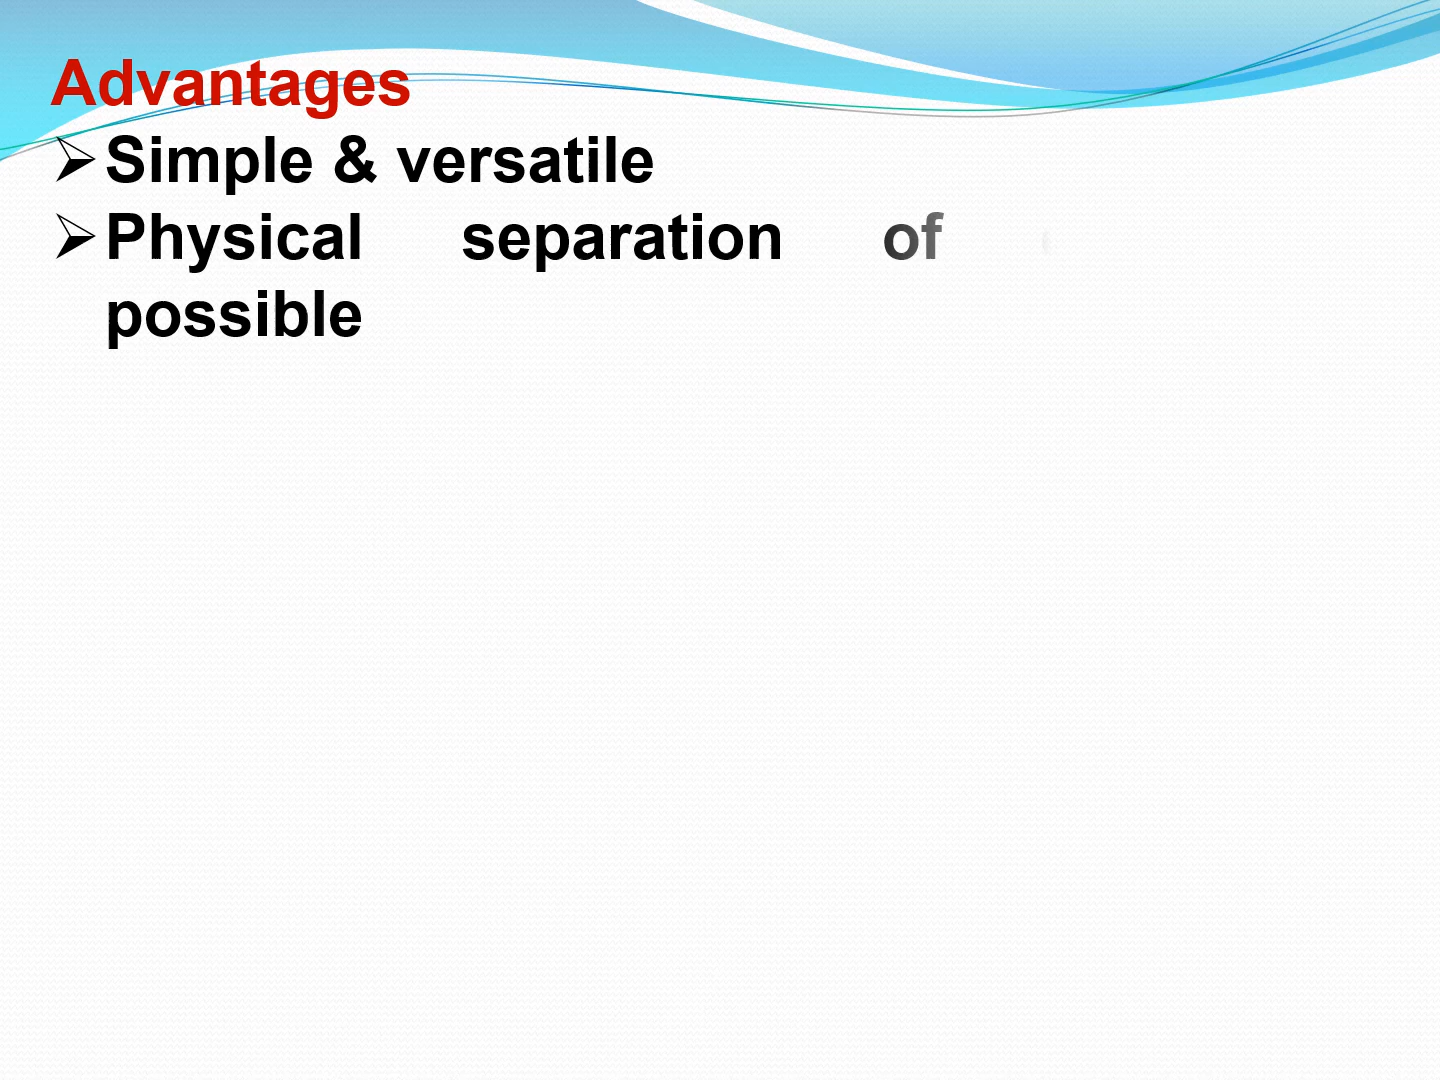 Advantages
➢Simple & versatile
➢Physical separation of
possible